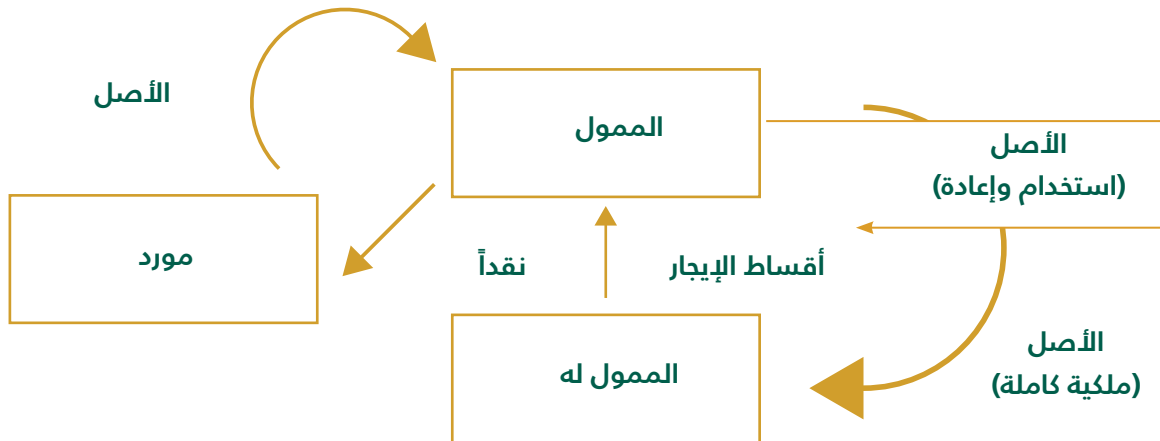 الأصل
الممول
الأصل
(استخدام وإعادة)
مورد
نقداً
أقساط الإيجار
الممول له
الأصل
(ملكية كاملة)